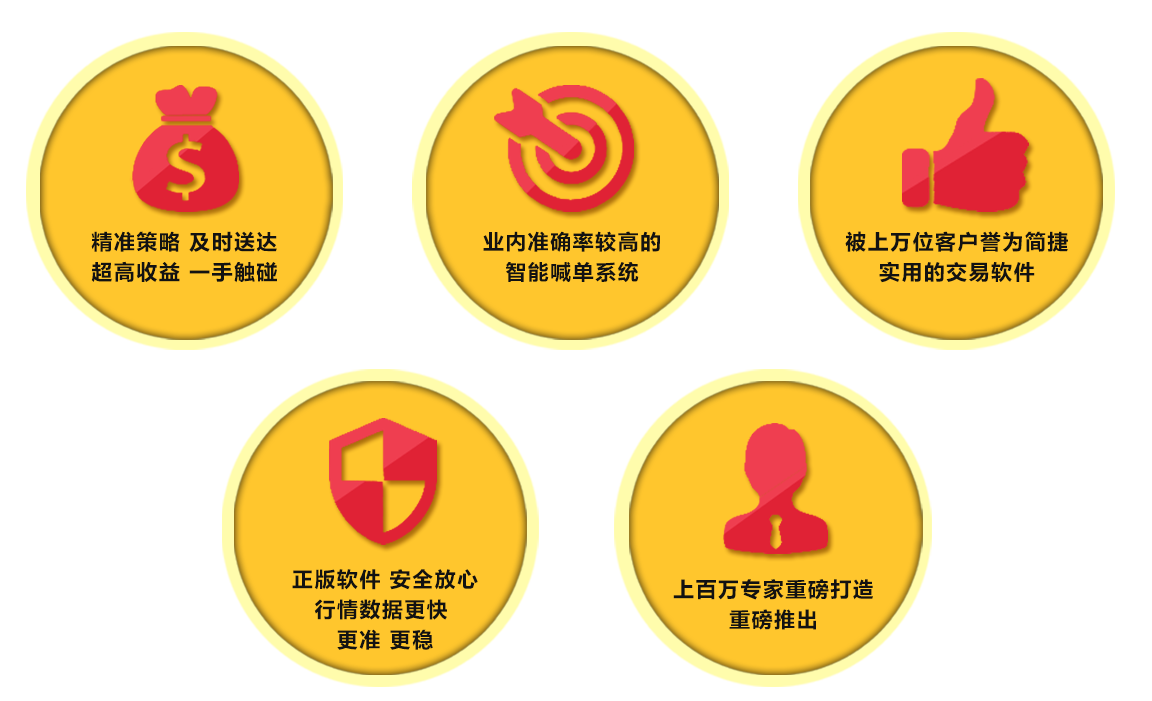 精准策略 及时送达
超高收益 一手触碰
业内准确率较高的
智能喊单系统
被上万位客户誉为简捷
实用的交易软件
正版软件 安全放心
行情数据更快
更准 更稳
上百万专家重磅打造
重磅推出